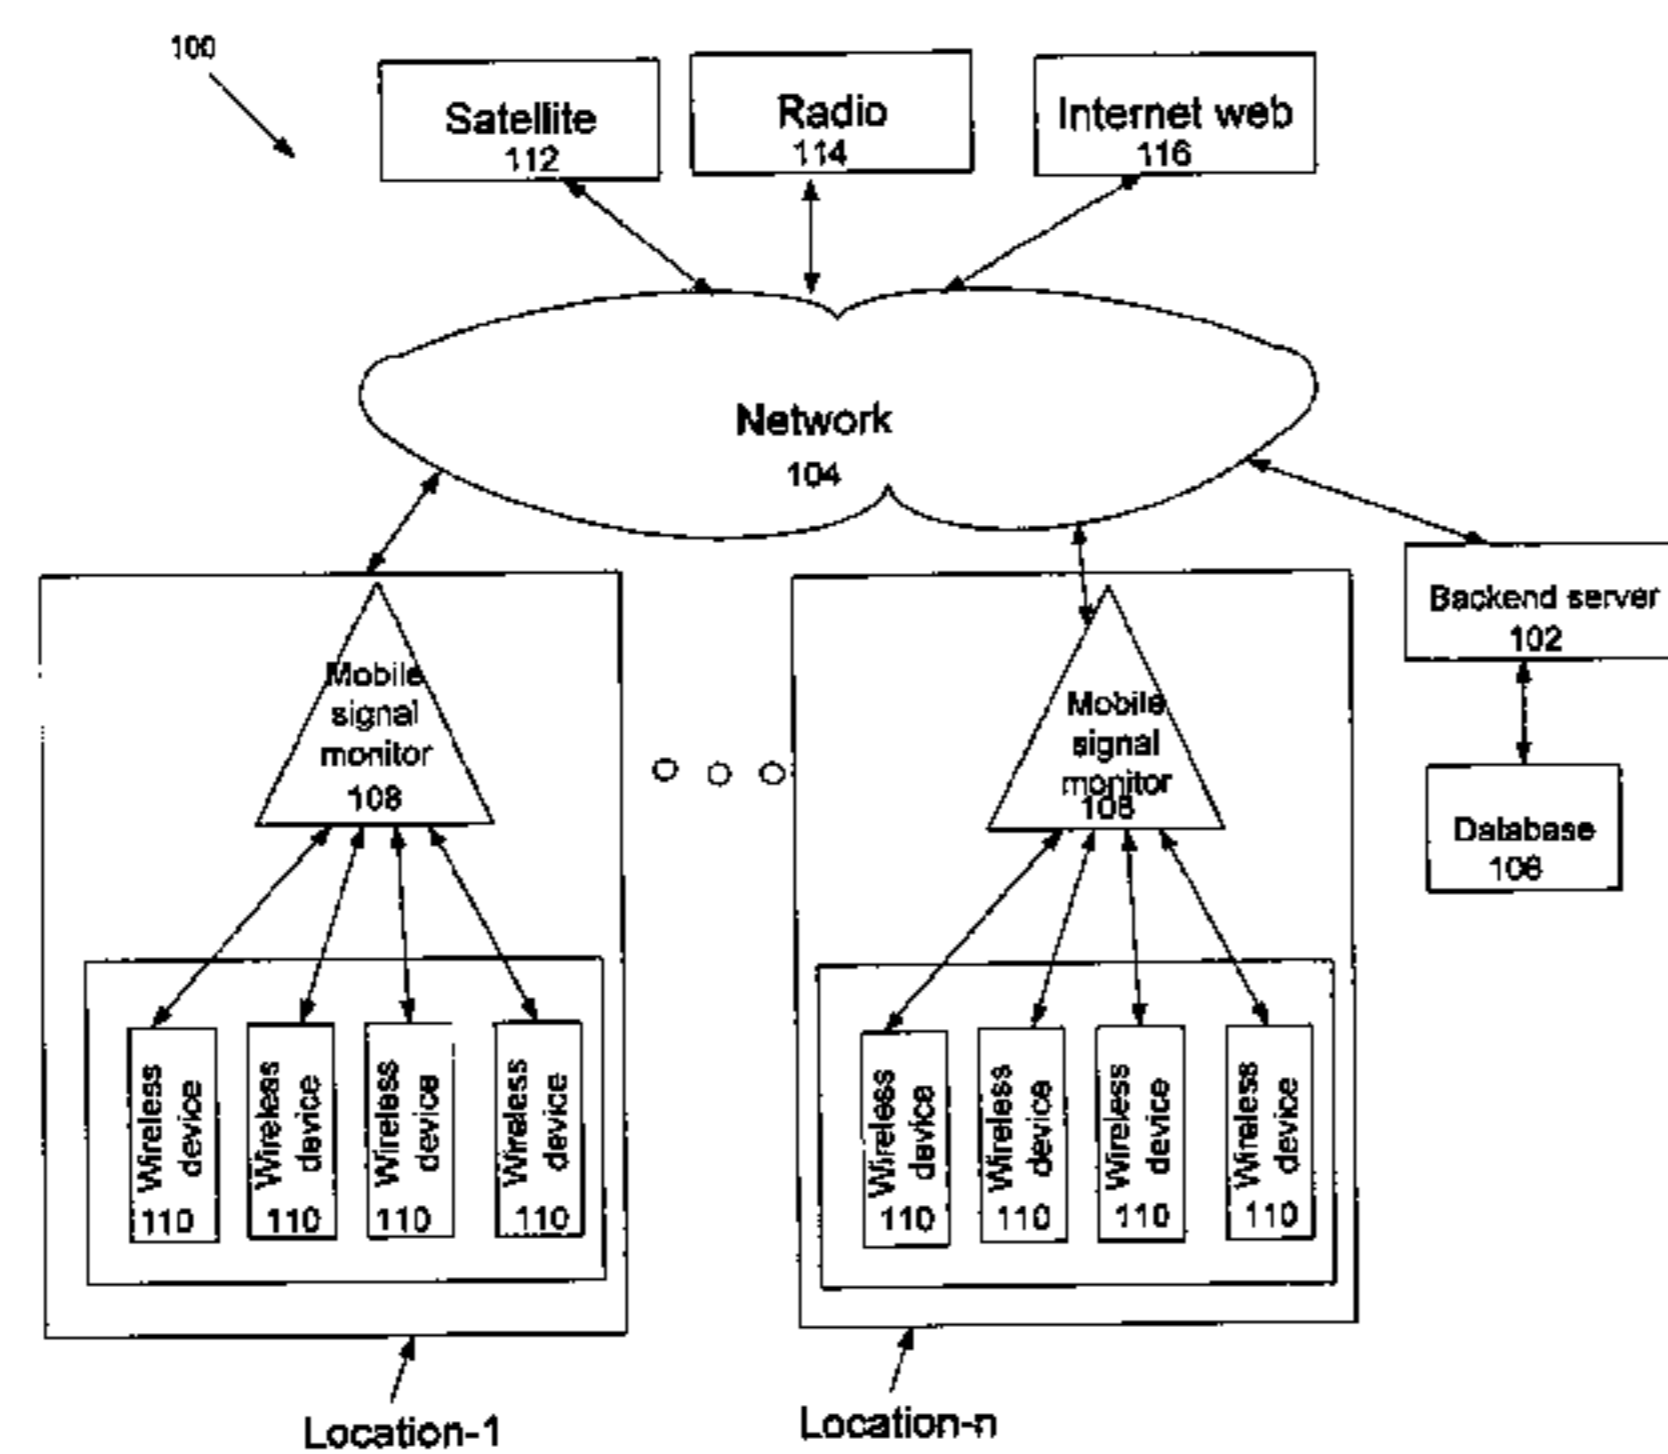 100
Satellite
112
Radio
114
Internet web
116
Network
104
Mobile
signal
monitor
108
Mobile
signal
monitor
108
Backend server
102
Database
106
Wireless
device
110
Wireless
device
110
Wireless
device
110
Wireless
device
110
Wireless
device
110
Wireless
device
110
Wireless
device
110
Wireless
device
110
Location-1
Location-n